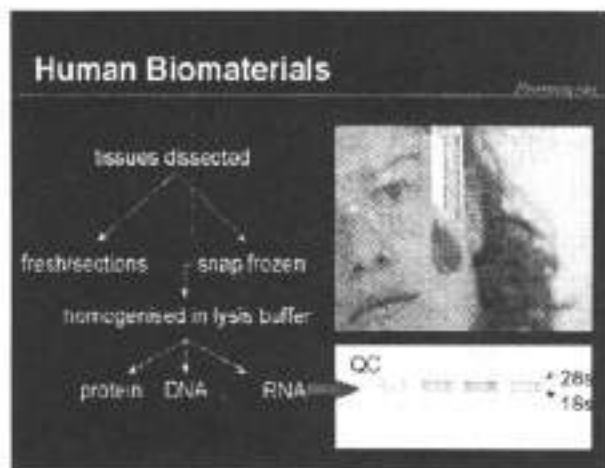 Human Biomaterials
tissues dissected
fresh/sections
snap frozen
homogenised in lysis buffer
protein DNA RNA
QC
* 28s
* 18s